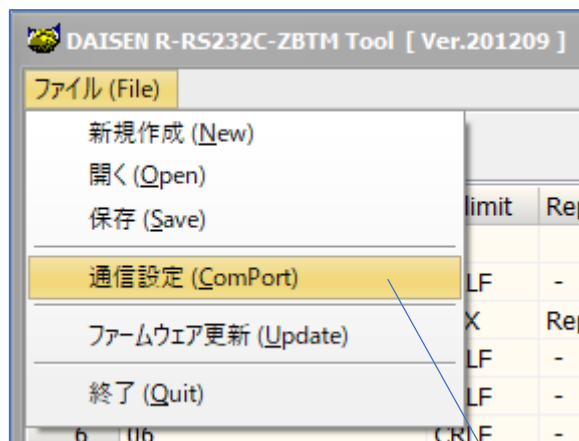 DAISEN R-RS232C-ZBTM Tool [ Ver.201209 ]
ファイル (File)
新規作成 (New)
開く (Open)
保存 (Save)
limit Rep
通信設定 (ComPort)
LF -
X Rep
ファームウェア更新 (Update)
LF -
終了 (Quit)
LF -
6 06 CRLF -